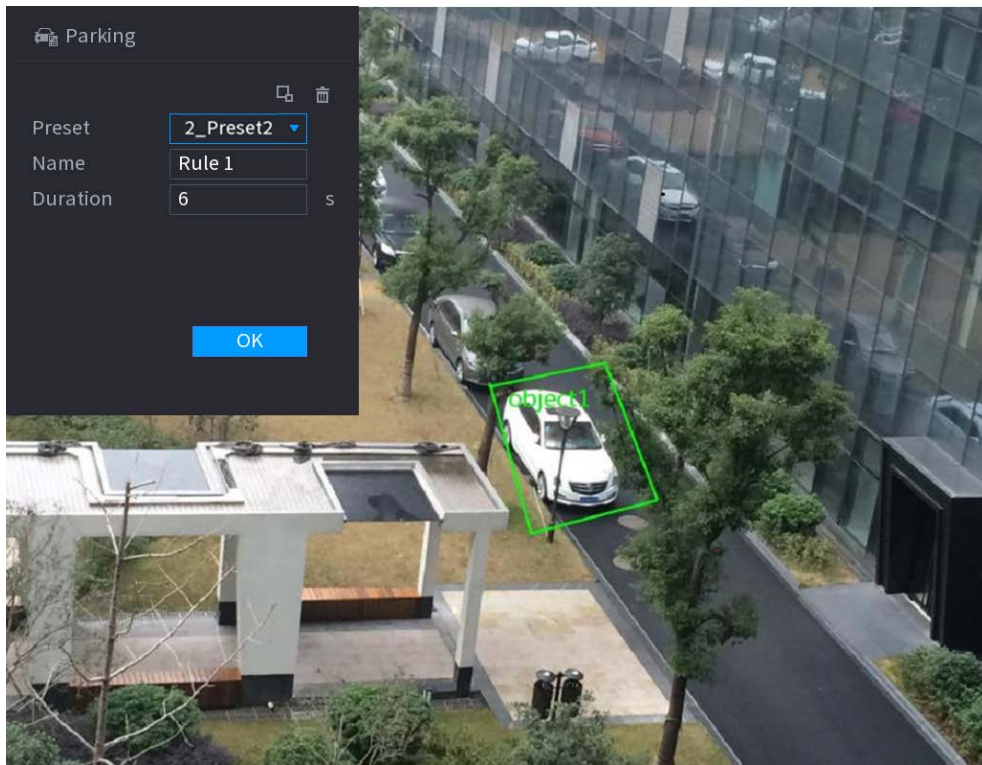 Parking
Preset 2_Preset2
Name Rule 1
Duration 6 s
OK
object1